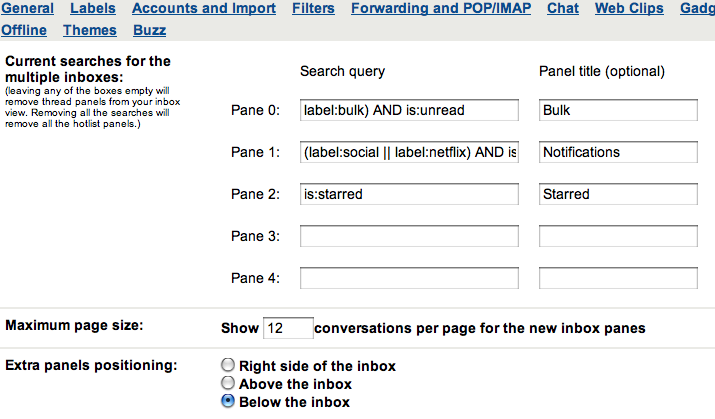 General Labels Accounts and Import Filters Forwarding and POP/IMAP Chat Web Clips Gadg
Offline Themes Buzz
Current searches for the
multiple inboxes:
(leaving any of the boxes empty will
remove thread panels from your inbox
view. Removing all the searches will
remove all the hotlist panels.)
Search query Panel title (optional)
Pane 0: label:bulk) AND is:unread Bulk
Pane 1: (label:social || label:netflix) AND is Notifications
Pane 2: is:starred Starred
Pane 3:
Pane 4:
Maximum page size: Show 12 conversations per page for the new inbox panes
Extra panels positioning: Right side of the inbox
Above the inbox
Below the inbox